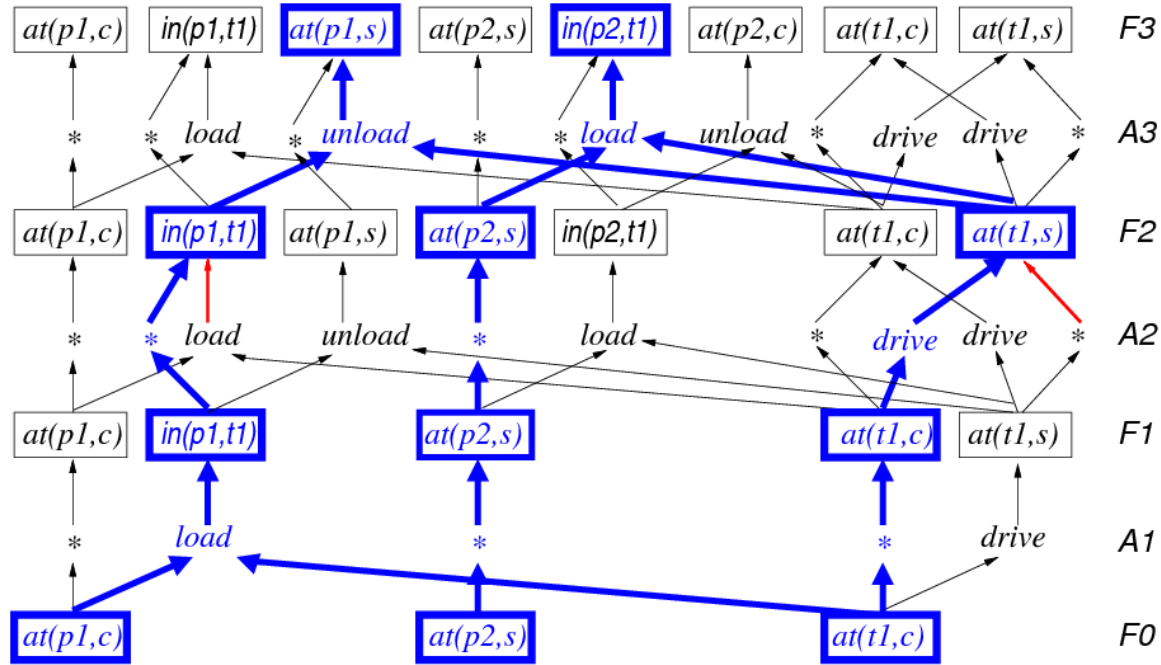 at(p1,c) in(p1,t1) at(p1,s) at(p2,s) in(p2,t1) at(p2,c) at(t1,c) at(t1,s) F3
* * load * unload * * load unload * drive drive * A3
at(p1,c) in(p1,t1) at(p1,s) at(p2,s) in(p2,t1) at(t1,c) at(t1,s) F2
* * load unload * load * drive drive * A2
at(p1,c) in(p1,t1) at(p2,s) at(t1,c) at(t1,s) F1
* load * * drive A1
at(p1,c) at(p2,s) at(t1,c) F0